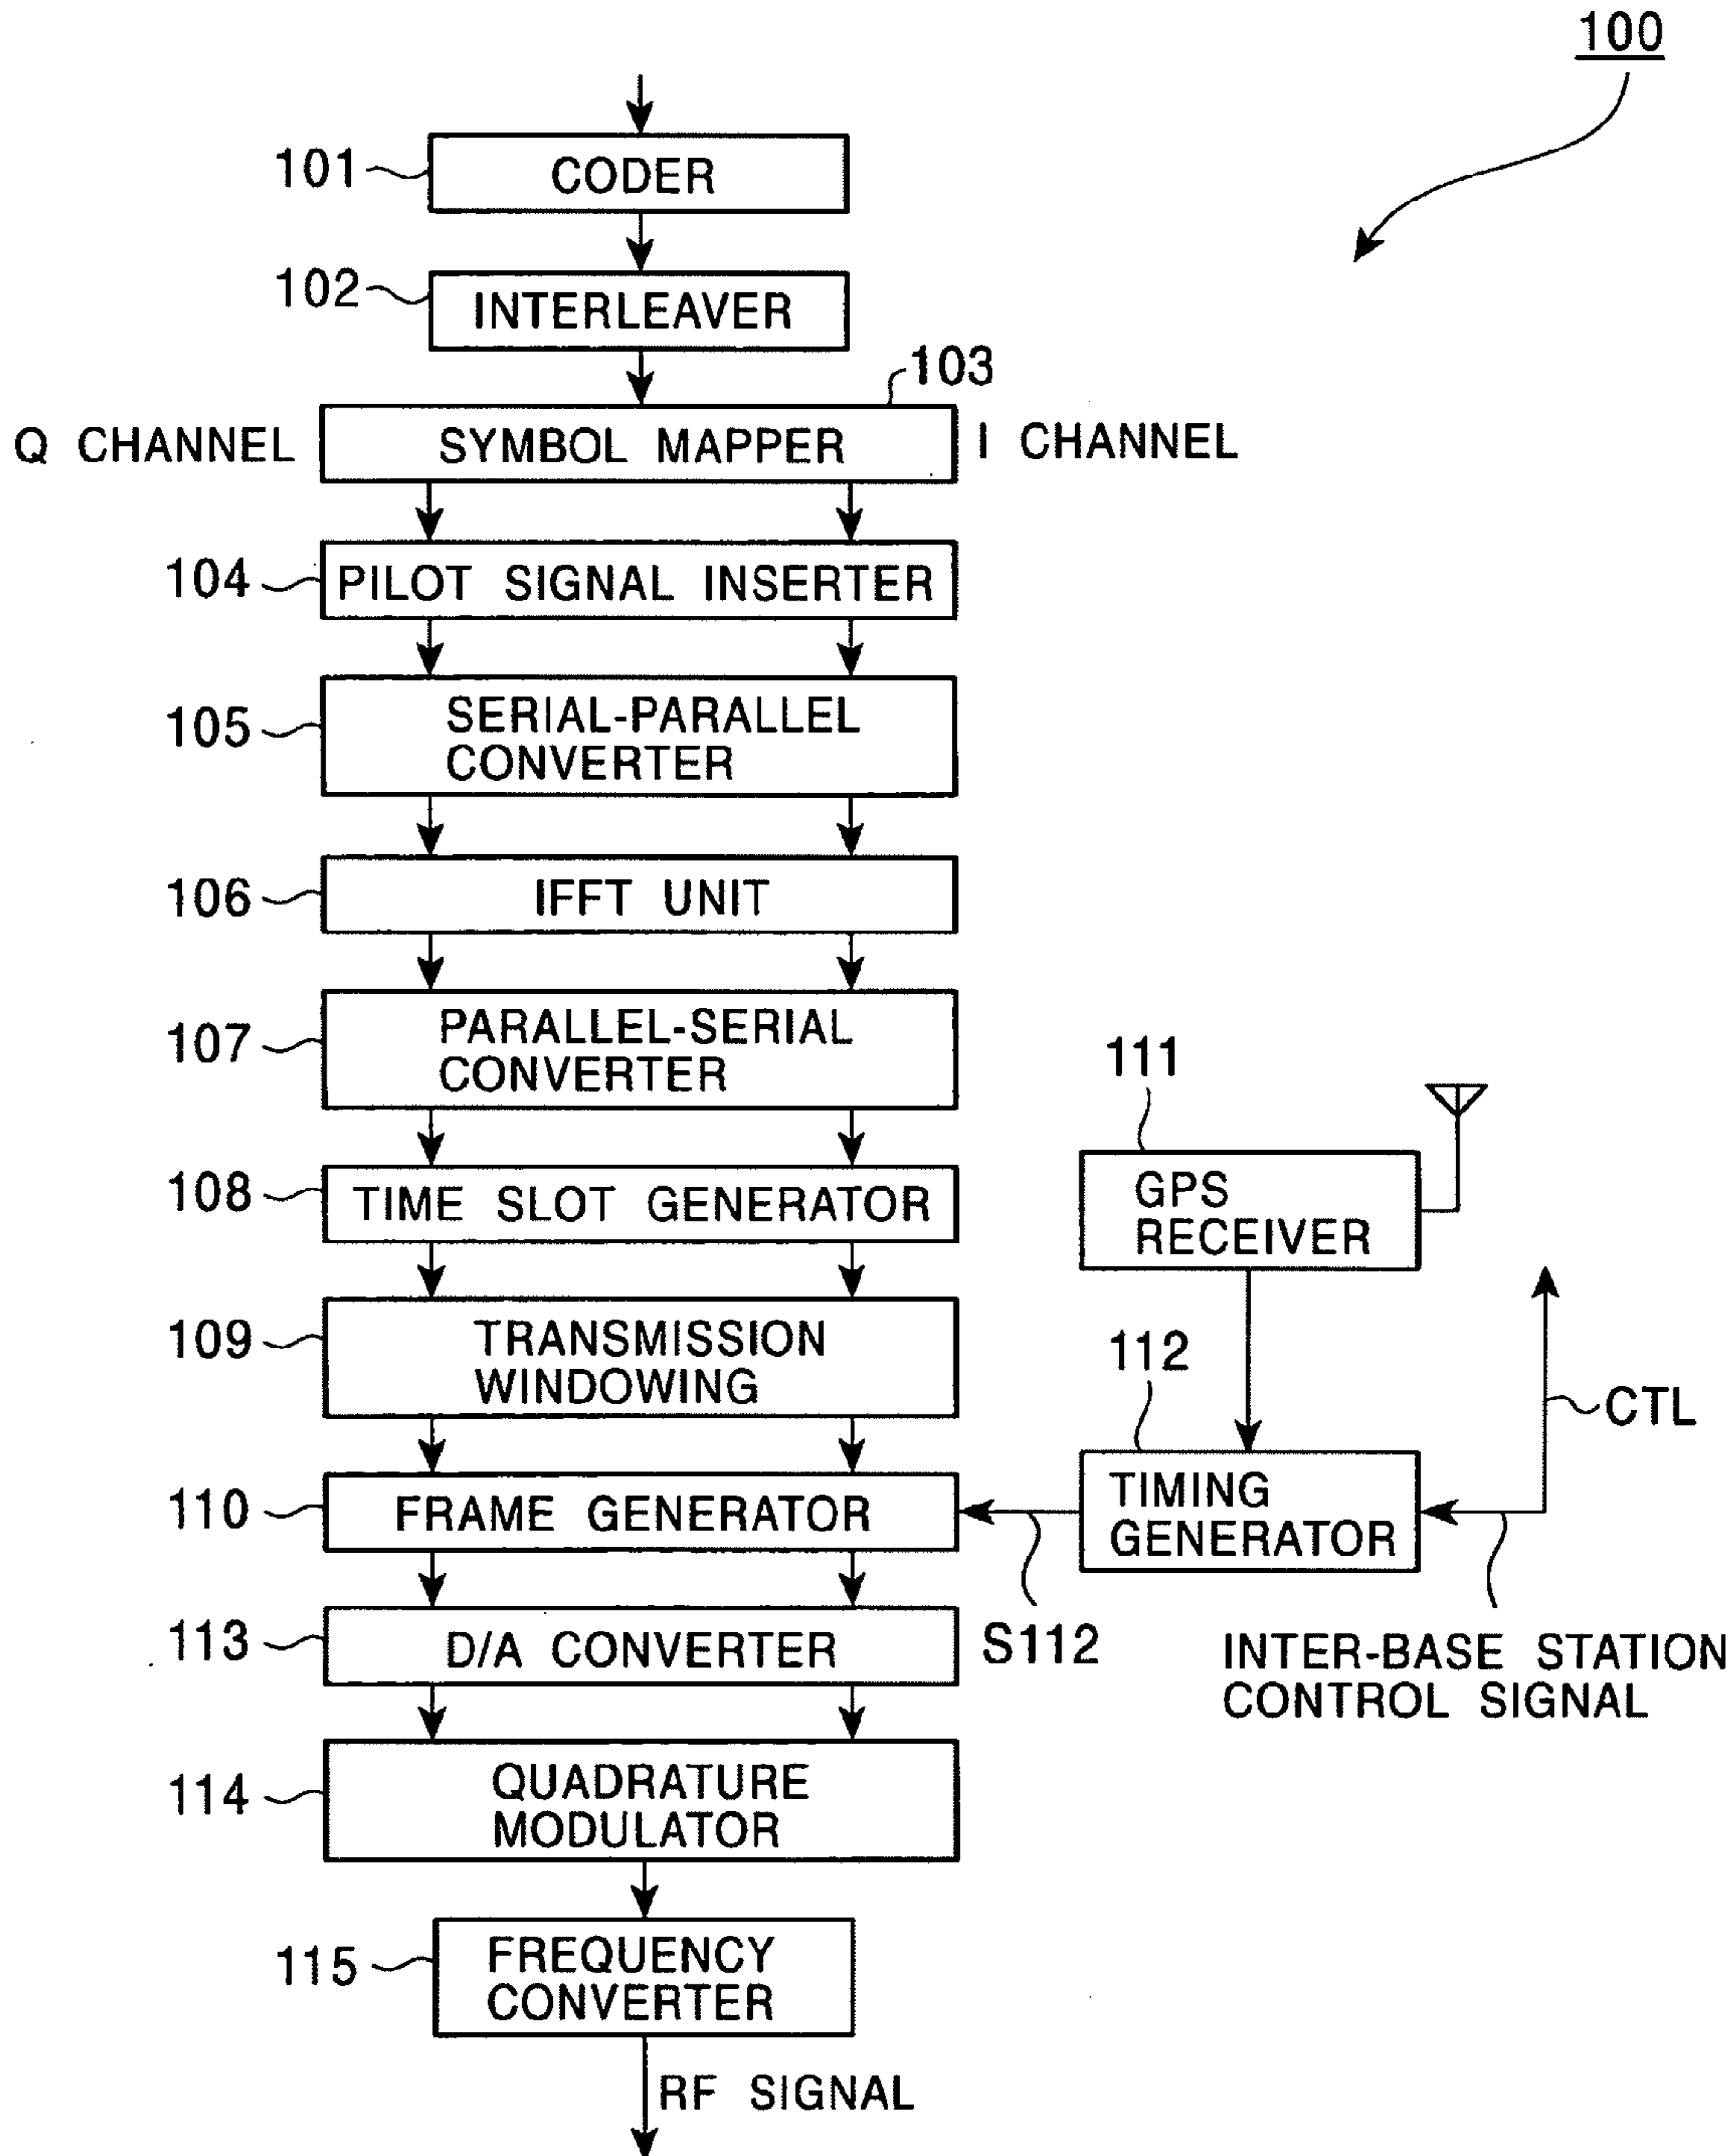 100
101
CODER
102
INTERLEAVER
103
Q CHANNEL
SYMBOL MAPPER
I CHANNEL
104
PILOT SIGNAL INSERTER
105
SERIAL-PARALLEL
CONVERTER
106
IFFT UNIT
107
PARALLEL-SERIAL
CONVERTER
111
108
TIME SLOT GENERATOR
GPS
RECEIVER
109
TRANSMISSION
WINDOWING
112
CTL
110
FRAME GENERATOR
TIMING
GENERATOR
113
D/A CONVERTER
S112
INTER-BASE STATION
CONTROL SIGNAL
114
QUADRATURE
MODULATOR
115
FREQUENCY
CONVERTER
RF SIGNAL